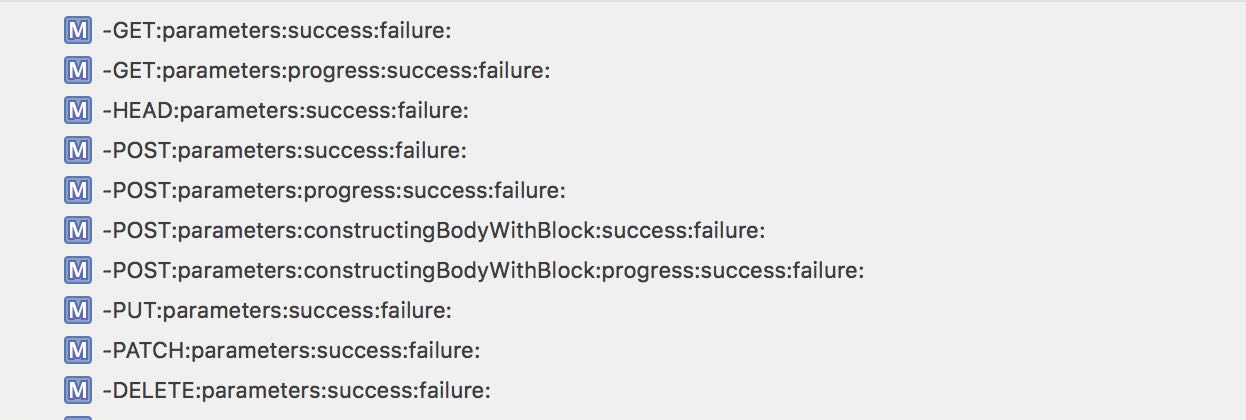 M -GET:parameters:success:failure:
M -GET:parameters:progress:success:failure:
M -HEAD:parameters:success:failure:
M -POST:parameters:success:failure:
M -POST:parameters:progress:success:failure:
M -POST:parameters:constructingBodyWithBlock:success:failure:
M -POST:parameters:constructingBodyWithBlock:progress:success:failure:
M -PUT:parameters:success:failure:
M -PATCH:parameters:success:failure:
M -DELETE:parameters:success:failure: